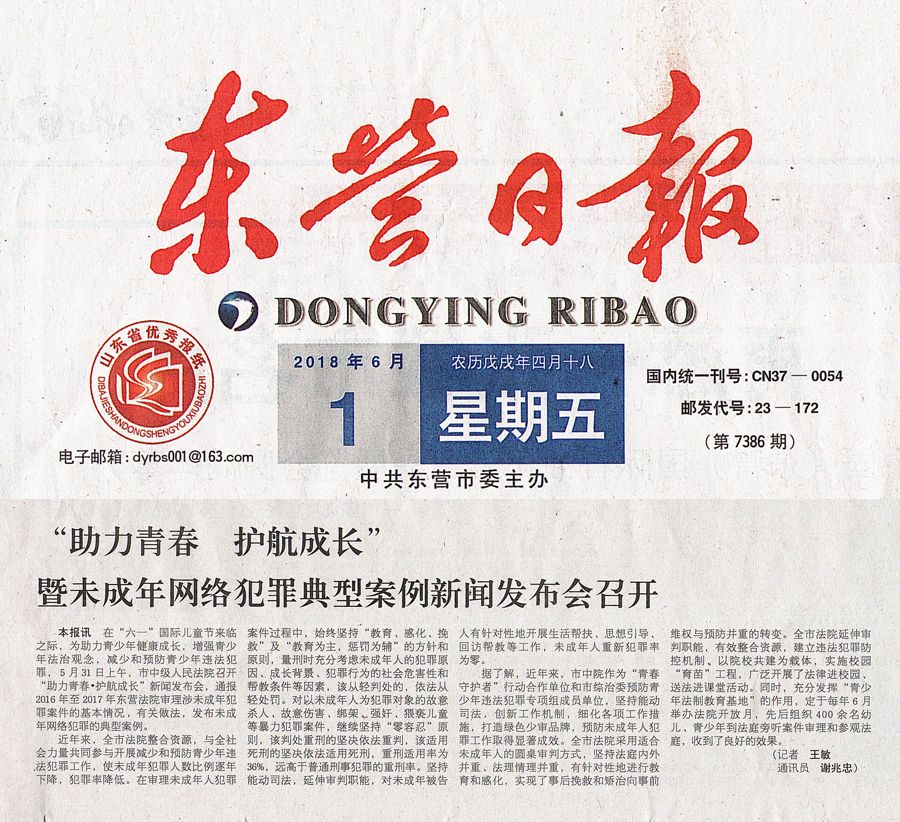 东营日報
DONGYING RIBAO
山东省优秀报纸
DIBAJIESHANDONGSHENGYOUXIUBAOZHI
电子邮箱:dyrbs001@163.com
2018年6月
1
农历戊戌年四月十八
星期五
中共东营市委主办
国内统一刊号:CN37—0054
邮发代号:23—172
(第7386期)
“助力青春 护航成长”
暨未成年网络犯罪典型案例新闻发布会召开
本报讯 在“六一”国际儿童节来临
之际,为助力青少年健康成长,增强青少
年法治观念,减少和预防青少年违法犯
罪,5月31日上午,市中级人民法院召开
“助力青春•护航成长”新闻发布会,通报
2016年至2017年东营法院审理涉未成年犯
罪案件的基本情况,有关做法,发布未成
年网络犯罪的典型案例。
近年来,全市法院整合资源,与全社
会力量共同参与开展减少和预防青少年违
法犯罪工作,使未成年犯罪人数比例逐年
下降,犯罪率降低。在审理未成年人犯罪
案件过程中,始终坚持“教育、感化、挽
救”及“教育为主,惩罚为辅”的方针和
原则,量刑时充分考虑未成年人的犯罪原
因、成长背景、犯罪行为的社会危害性和
帮教条件等因素,该从轻判处的,依法从
轻处罚。对以未成年人为犯罪对象的故意
杀人、故意伤害、绑架、强奸、猥亵儿童
等暴力犯罪案件,继续坚持“零容忍”原
则,该判处重刑的坚决依法重判,该适用
死刑的坚决依法适用死刑,重刑适用率为
36%,远高于普通刑事犯罪的重刑率。坚持
能动司法,延伸审判职能,对未成年被告
人有针对性地开展生活帮扶、思想引导、
回访帮教等工作,未成年人重新犯罪率
为零。
据了解,近年来,市中院作为“青春
守护者”行动合作单位和市综治委预防青
少年违法犯罪专项组成员单位,坚持能动
司法,创新工作机制,细化各项工作措
施,打造绿色少审品牌,预防未成年人犯
罪工作取得显著成效。全市法院采用适合
未成年人的圆桌审判方式,坚持法庭内外
并重、法理情理并重,有针对性地进行教
育和感化,实现了事后挽救和矫治向事前
维权与预防并重的转变。全市法院延伸审
判职能,有效整合资源,建立违法犯罪防
控机制、以院校共建为载体,实施校园
“育苗”工程,广泛开展了法律进校园,
送法进课堂活动。同时,充分发挥“青少
年法制教育基地”的作用,定于每年6月
举办法院开放月,先后组织400余名幼
儿、青少年到法庭旁听案件审理和参观法
庭,收到了良好的效果。
(记者 王敏
通讯员 谢兆忠)